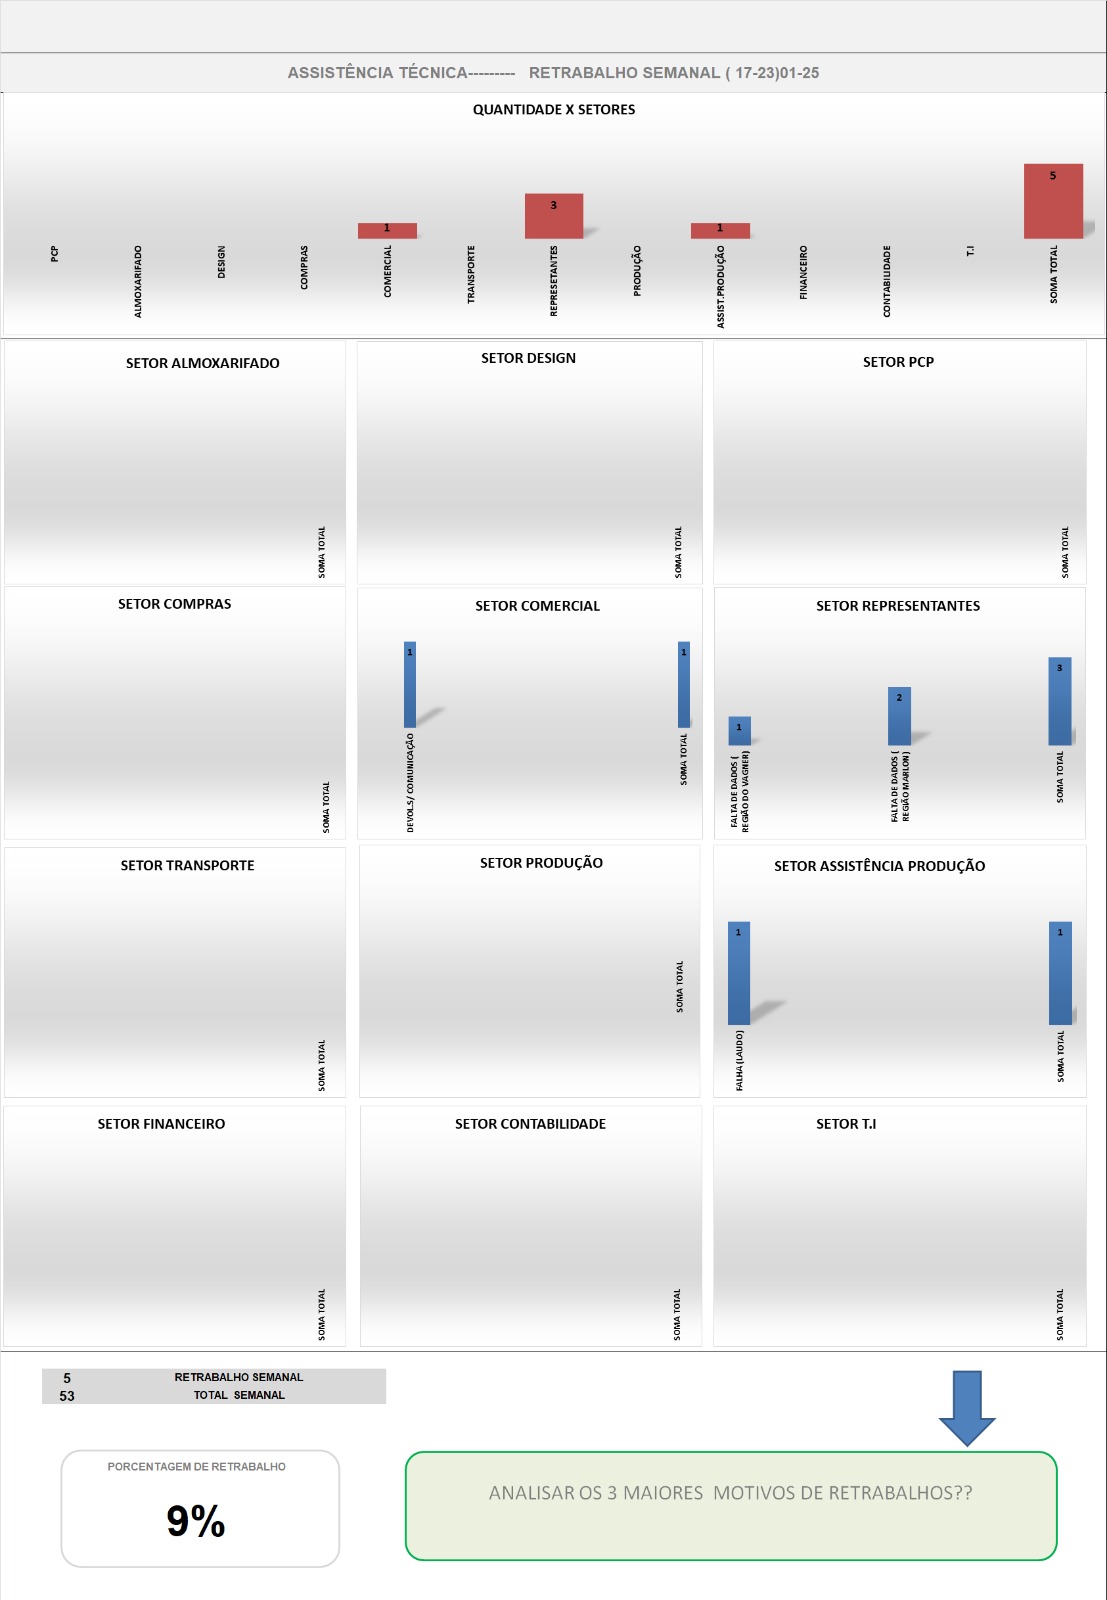 ASSISTÊNCIA TÉCNICA--------- RETRABALHO SEMANAL ( 17-23)01-25
QUANTIDADE X SETORES
1
3
1
5
PCP
ALMOXARIFADO
DESIGN
COMPRAS
COMERCIAL
TRANSPORTE
REPRESETANTES
PRODUÇÃO
ASSIST.PRODUÇÃO
FINANCEIRO
CONTABILIDADE
T.I
SOMA TOTAL
SETOR ALMOXARIFADO
SOMA TOTAL
SETOR DESIGN
SOMA TOTAL
SETOR PCP
SOMA TOTAL
SETOR COMPRAS
SOMA TOTAL
SETOR COMERCIAL
1
1
DEVOLS./ COMUNICAÇÃO
SOMA TOTAL
SETOR REPRESENTANTES
1
2
3
FALTA DE DADOS (
REGIÃO DO VAGNER)
FALTA DE DADOS (
REGIÃO MARLON)
SOMA TOTAL
SETOR TRANSPORTE
SOMA TOTAL
SETOR PRODUÇÃO
SOMA TOTAL
SETOR ASSISTÊNCIA PRODUÇÃO
1
1
FALHA (LAUDO)
SOMA TOTAL
SETOR FINANCEIRO
SOMA TOTAL
SETOR CONTABILIDADE
SOMA TOTAL
SETOR T.I
SOMA TOTAL
5 RETRABALHO SEMANAL
53 TOTAL SEMANAL
PORCENTAGEM DE RETRABALHO
9%
ANALISAR OS 3 MAIORES MOTIVOS DE RETRABALHOS??